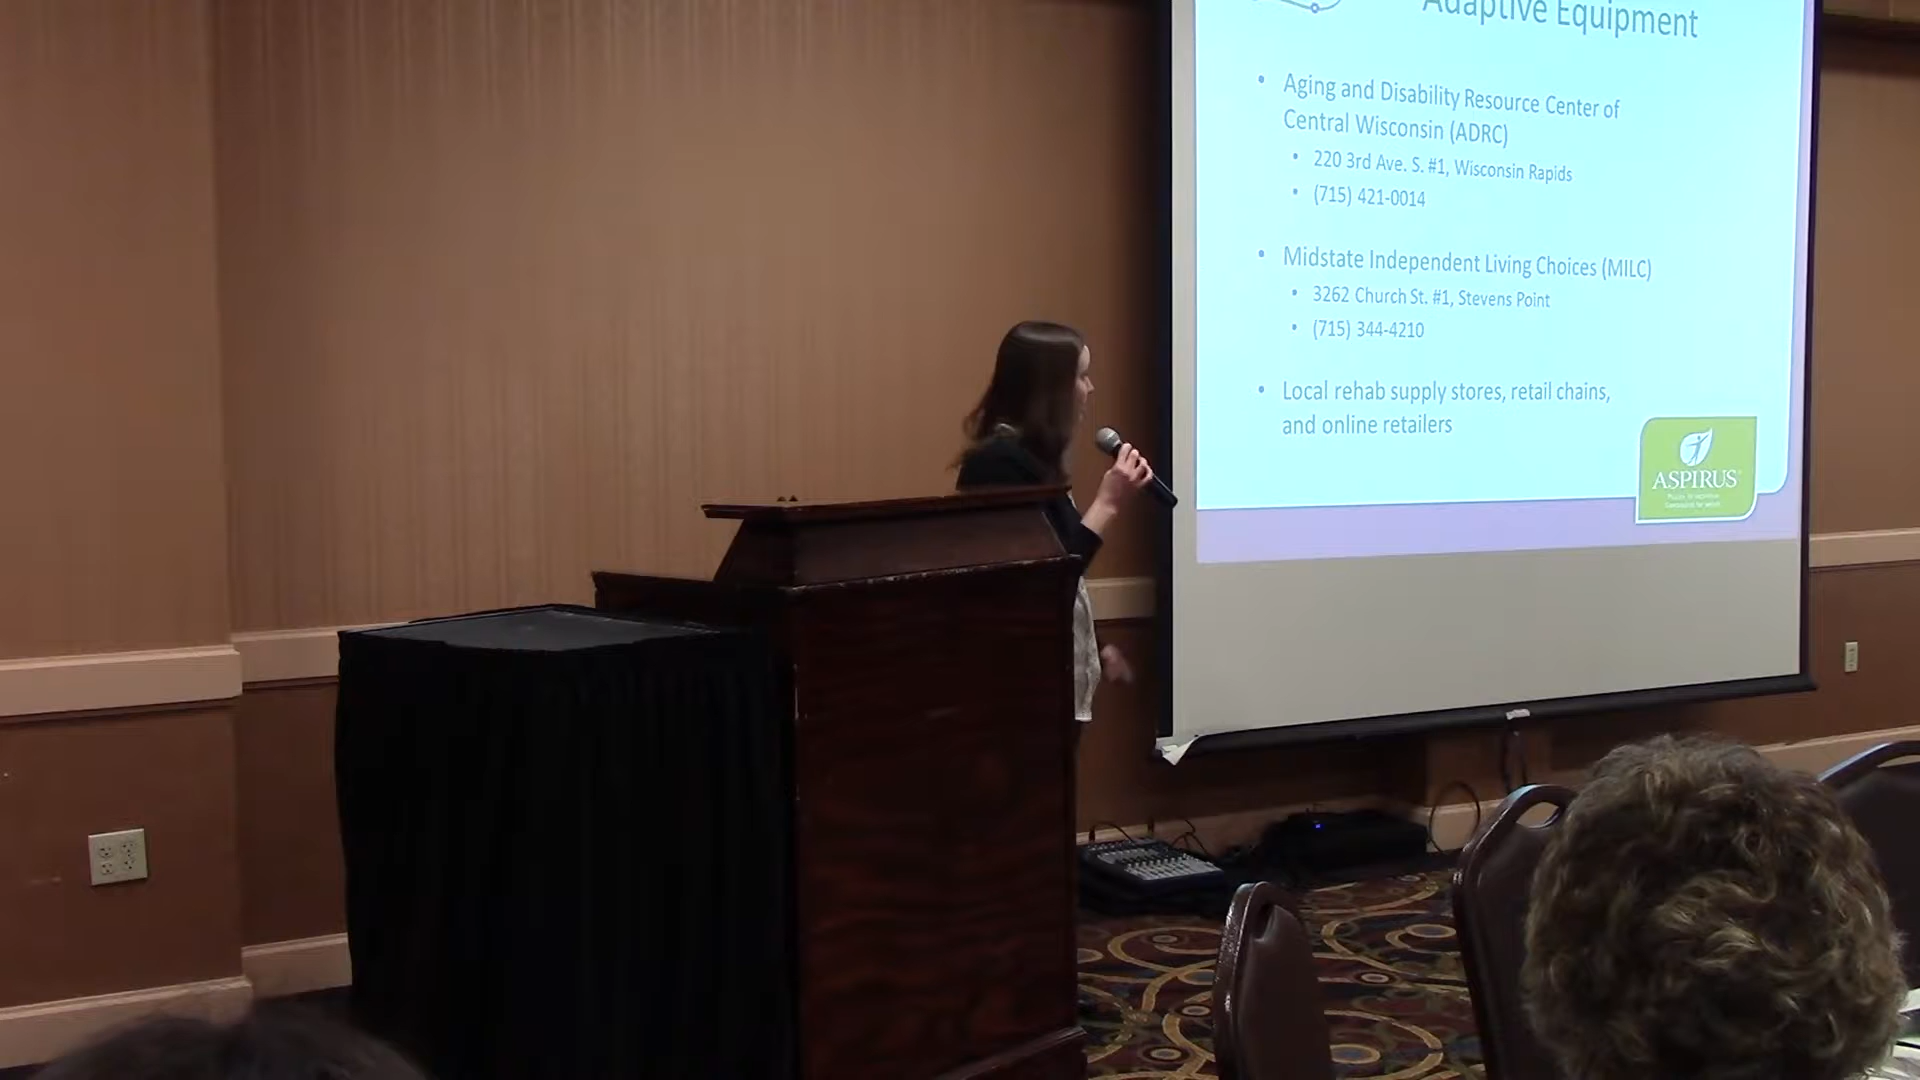 Adaptive Equipment
• Aging and Disability Resource Center of
Central Wisconsin (ADRC)
• 220 3rd Ave. S. #1, Wisconsin Rapids
• (715) 421-0014
• Midstate Independent Living Choices (MILC)
• 3262 Church St. #1, Stevens Point
• (715) 344-4210
• Local rehab supply stores, retail chains,
and online retailers
ASPIRUS